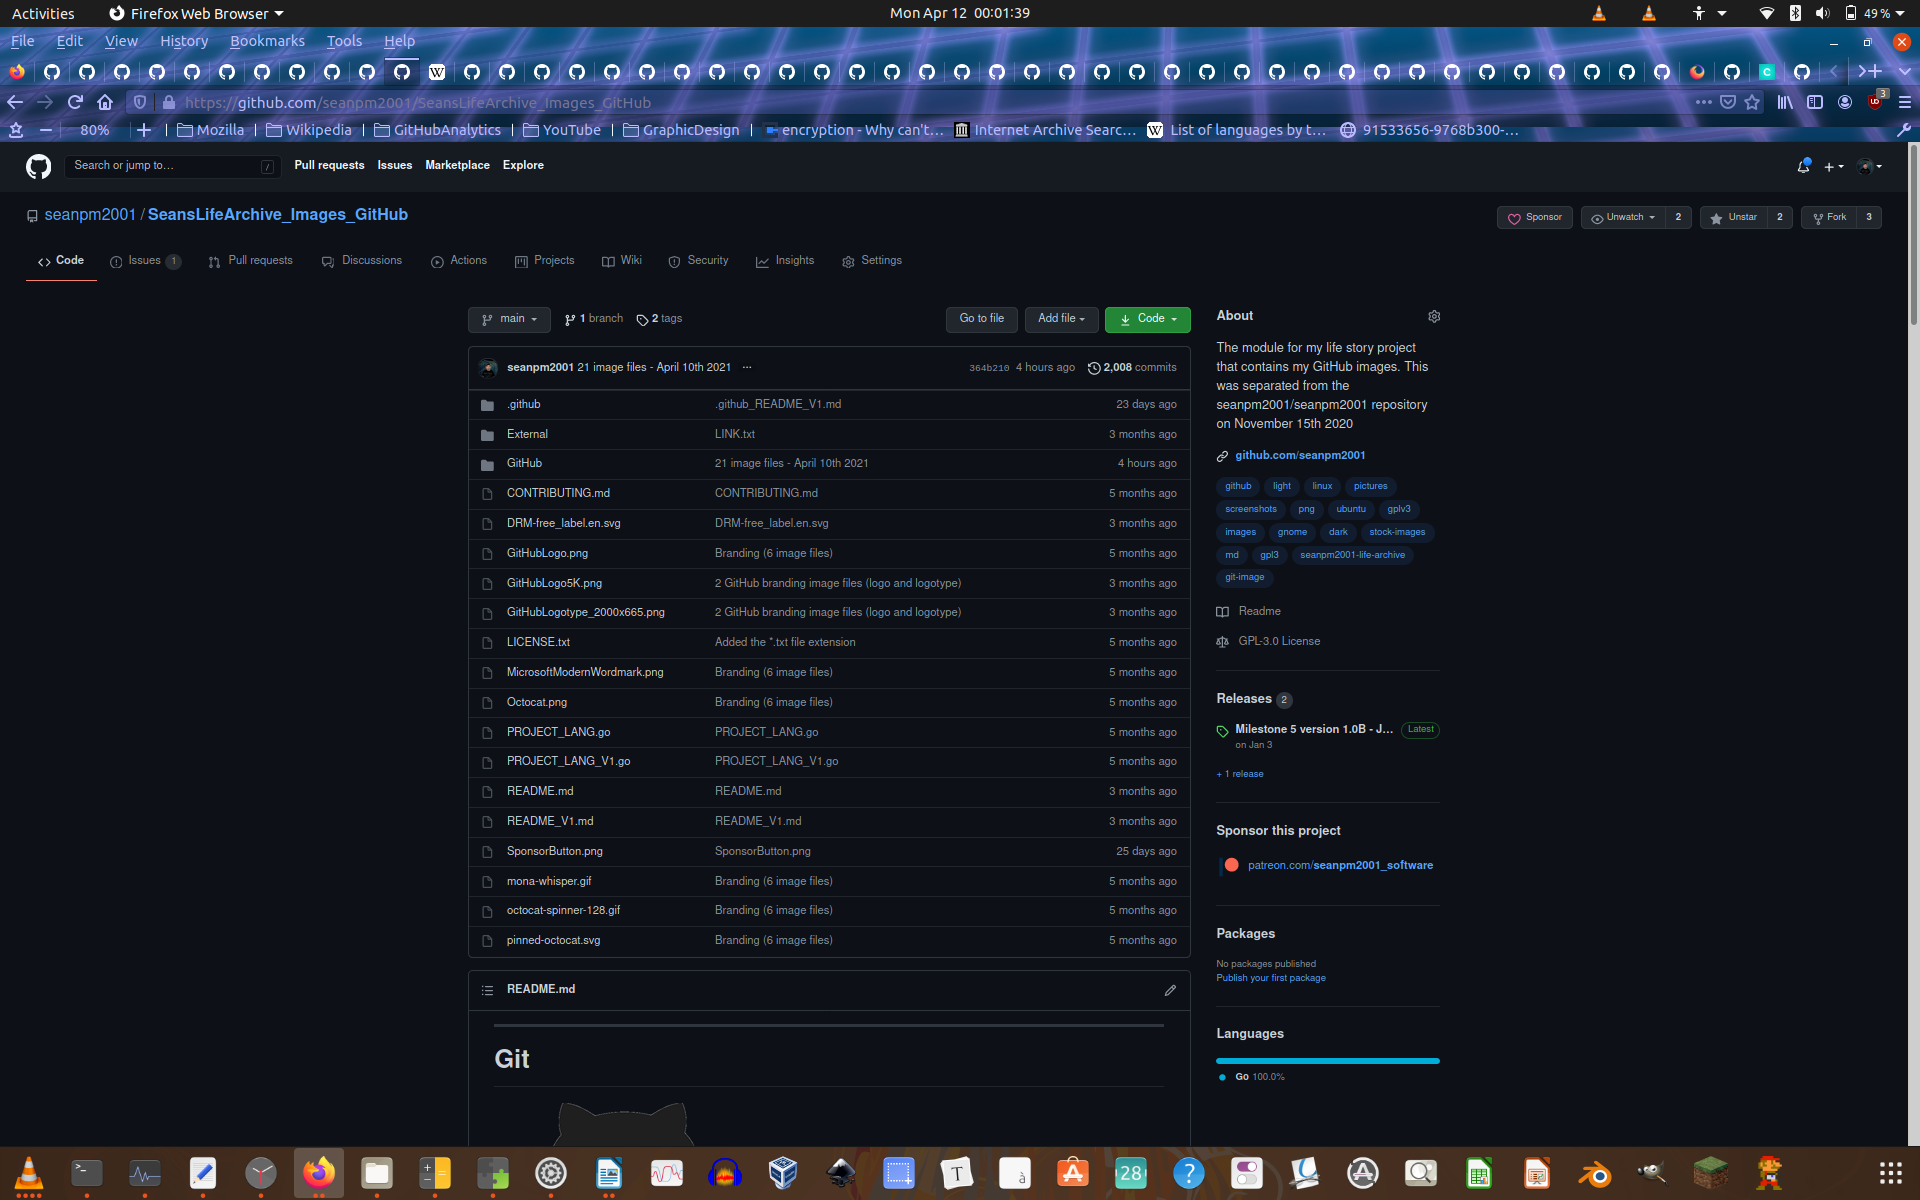 Activities Firefox Web Browser Mon Apr 12 00:01:39 49 %
File Edit View History Bookmarks Tools Help
https://github.com/seanpm2001/SeansLifeArchive_Images_GitHub 3
80% Mozilla Wikipedia GitHubAnalytics YouTube GraphicDesign encryption - Why can't… Internet Archive Searc… List of languages by t… 91533656-9768b300-…
Search or jump to… / Pull requests Issues Marketplace Explore
seanpm2001 / SeansLifeArchive_Images_GitHub Sponsor Unwatch 2 Unstar 2 Fork 3
Code Issues 1 Pull requests Discussions Actions Projects Wiki Security Insights Settings
main 1 branch 2 tags Go to file Add file Code
seanpm2001 21 image files - April 10th 2021 ... 364b210 4 hours ago 2,008 commits
.github .github_README_V1.md 23 days ago
External LINK.txt 3 months ago
GitHub 21 image files - April 10th 2021 4 hours ago
CONTRIBUTING.md CONTRIBUTING.md 5 months ago
DRM-free_label.en.svg DRM-free_label.en.svg 3 months ago
GitHubLogo.png Branding (6 image files) 5 months ago
GitHubLogo5K.png 2 GitHub branding image files (logo and logotype) 3 months ago
GitHubLogotype_2000x665.png 2 GitHub branding image files (logo and logotype) 3 months ago
LICENSE.txt Added the *.txt file extension 5 months ago
MicrosoftModernWordmark.png Branding (6 image files) 5 months ago
Octocat.png Branding (6 image files) 5 months ago
PROJECT_LANG.go PROJECT_LANG.go 5 months ago
PROJECT_LANG_V1.go PROJECT_LANG_V1.go 5 months ago
README.md README.md 3 months ago
README_V1.md README_V1.md 3 months ago
SponsorButton.png SponsorButton.png 25 days ago
mona-whisper.gif Branding (6 image files) 5 months ago
octocat-spinner-128.gif Branding (6 image files) 5 months ago
pinned-octocat.svg Branding (6 image files) 5 months ago
README.md
Git
About
The module for my life story project
that contains my GitHub images. This
was separated from the
seanpm2001/seanpm2001 repository
on November 15th 2020
github.com/seanpm2001
github light linux pictures
screenshots png ubuntu gplv3
images gnome dark stock-images
md gpl3 seanpm2001-life-archive
git-image
Readme
GPL-3.0 License
Releases 2
Milestone 5 version 1.0B - J... Latest
on Jan 3
+ 1 release
Sponsor this project
patreon.com/seanpm2001_software
Packages
No packages published
Publish your first package
Languages
Go 100.0%